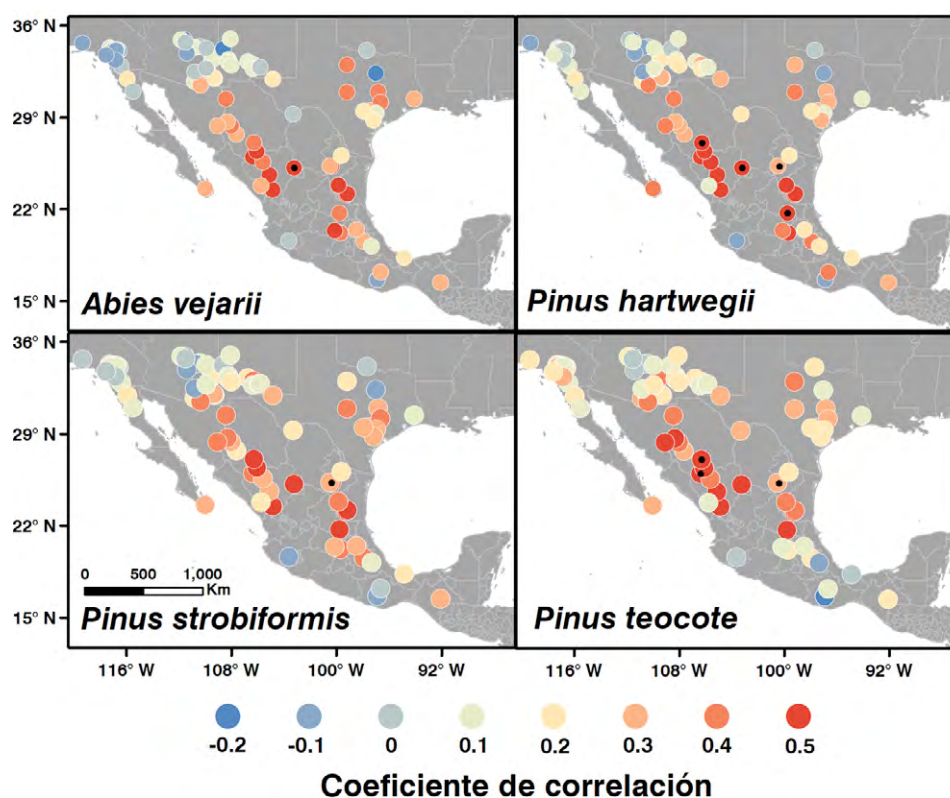 36° N
29° N
22° N
15° N
Abies vejarii
Pinus hartwegii
36° N
29° N
22° N
15° N
0 500 1,000
Km
Pinus strobiformis
Pinus teocote
116° W 108° W 100° W 92° W 116° W 108° W 100° W 92° W
-0.2 -0.1 0 0.1 0.2 0.3 0.4 0.5
Coeficiente de correlación